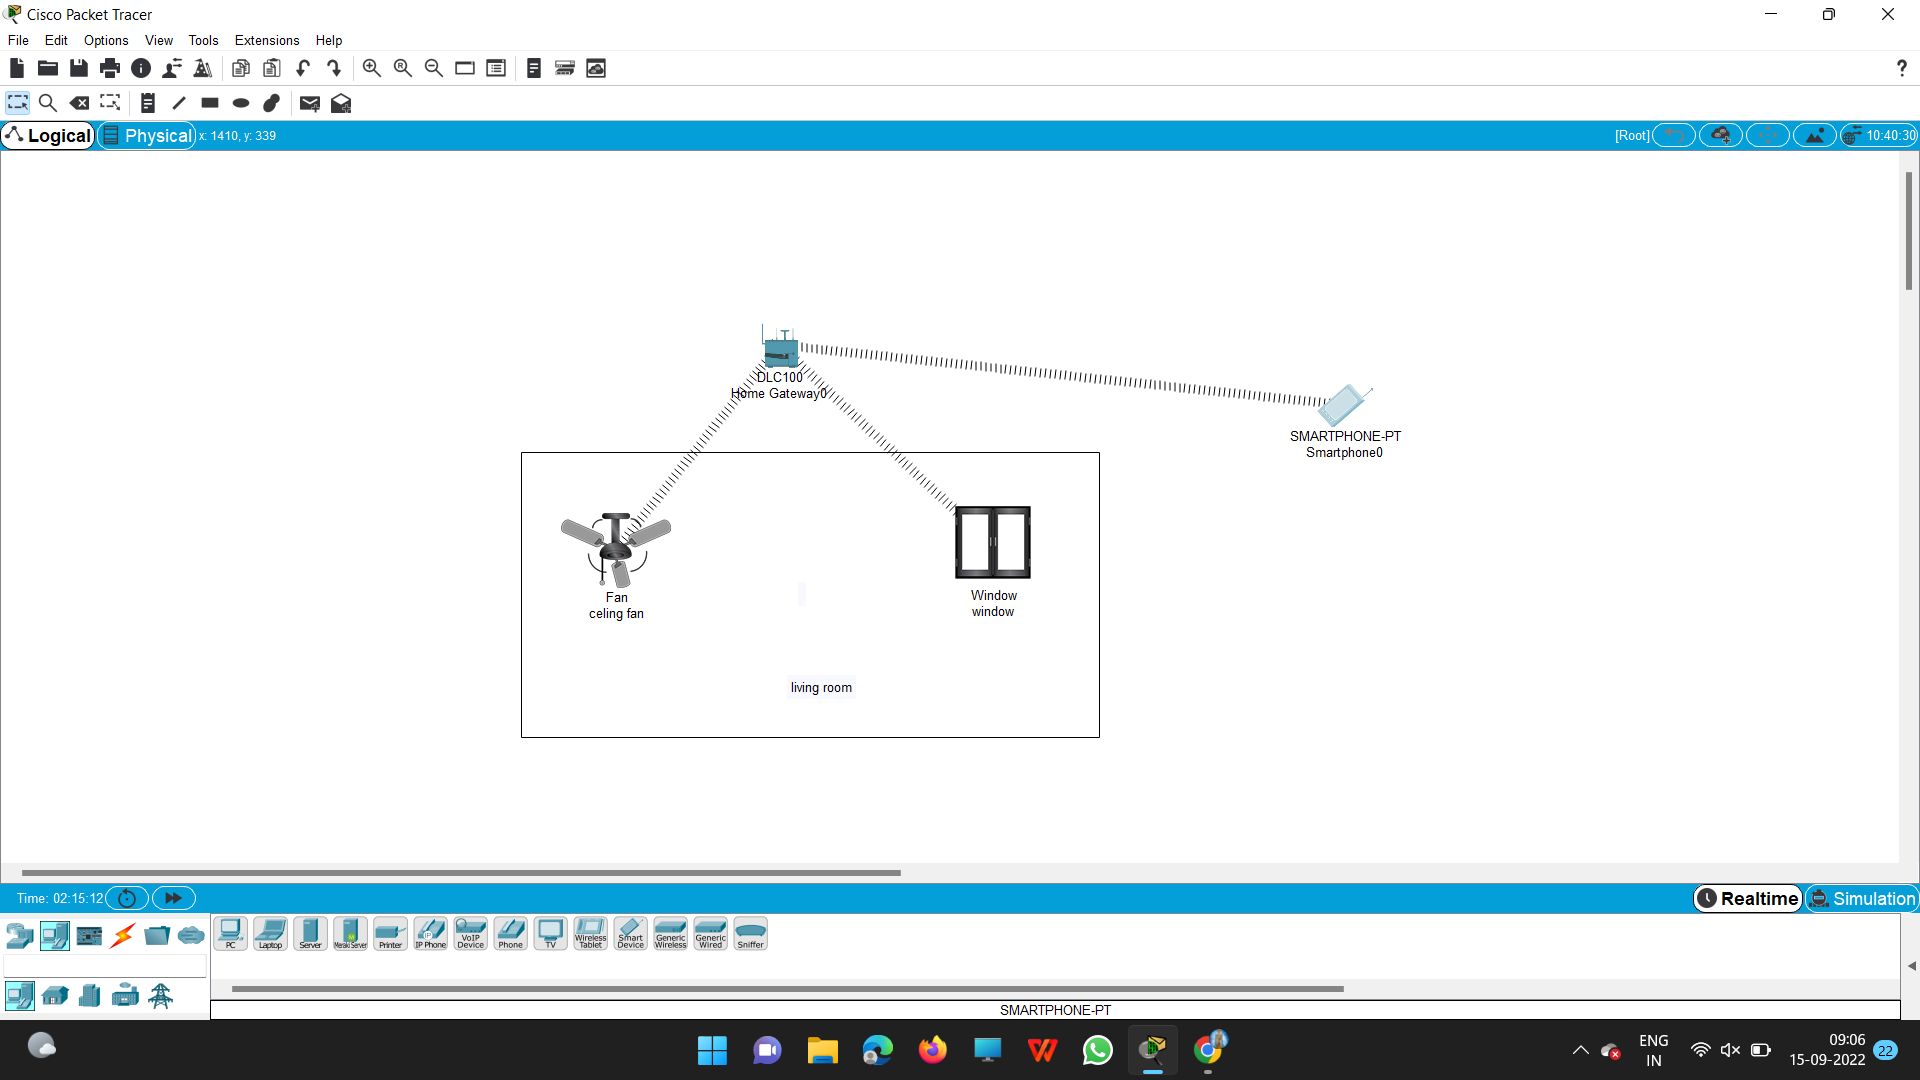 Cisco Packet Tracer
File Edit Options View Tools Extensions Help
Logical Physical x: 1410, y: 339 [Root] 10:40:30
DLC100
Home Gateway0
SMARTPHONE-PT
Smartphone0
Fan
celing fan
Window
window
living room
Time: 02:15:12 Realtime Simulation
PC Laptop Server Meraki Server Printer IP Phone VoIP Device Phone TV Wireless Tablet Smart Device Generic Wireless Generic Wired Sniffer
SMARTPHONE-PT
ENG
IN
09:06
15-09-2022
22